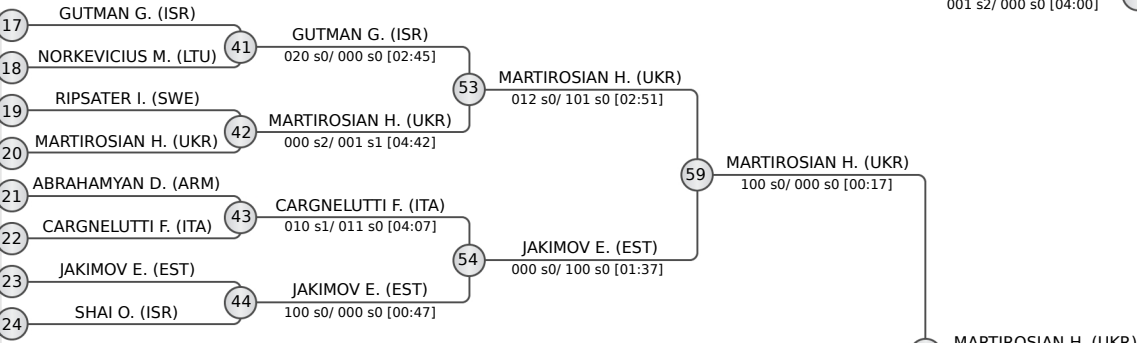 001 s2/ 000 s0 [04:00]
17
GUTMAN G. (ISR)
18
NORKEVICIUS M. (LTU)
41
GUTMAN G. (ISR)
020 s0/ 000 s0 [02:45]
19
RIPSATER I. (SWE)
20
MARTIROSIAN H. (UKR)
42
MARTIROSIAN H. (UKR)
000 s2/ 001 s1 [04:42]
53
MARTIROSIAN H. (UKR)
012 s0/ 101 s0 [02:51]
21
ABRAHAMYAN D. (ARM)
22
CARGNELUTTI F. (ITA)
43
CARGNELUTTI F. (ITA)
010 s1/ 011 s0 [04:07]
23
JAKIMOV E. (EST)
24
SHAI O. (ISR)
44
JAKIMOV E. (EST)
100 s0/ 000 s0 [00:47]
54
JAKIMOV E. (EST)
000 s0/ 100 s0 [01:37]
59
MARTIROSIAN H. (UKR)
100 s0/ 000 s0 [00:17]
MARTIROSIAN H. (UKR)